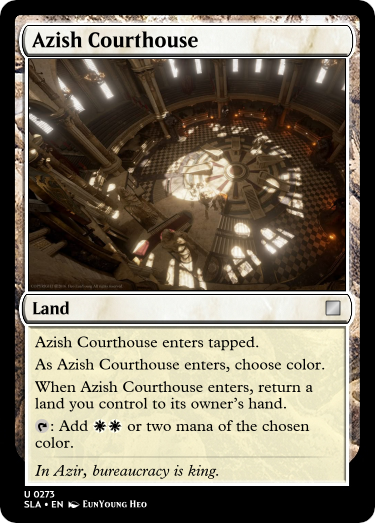 Azish Courthouse
Land
Azish Courthouse enters tapped.
As Azish Courthouse enters, choose color.
When Azish Courthouse enters, return a
land you control to its owner's hand.
: Add or two mana of the chosen
color.
In Azir, bureaucracy is king.
U 0273
SLA • EN EunYoung Heo